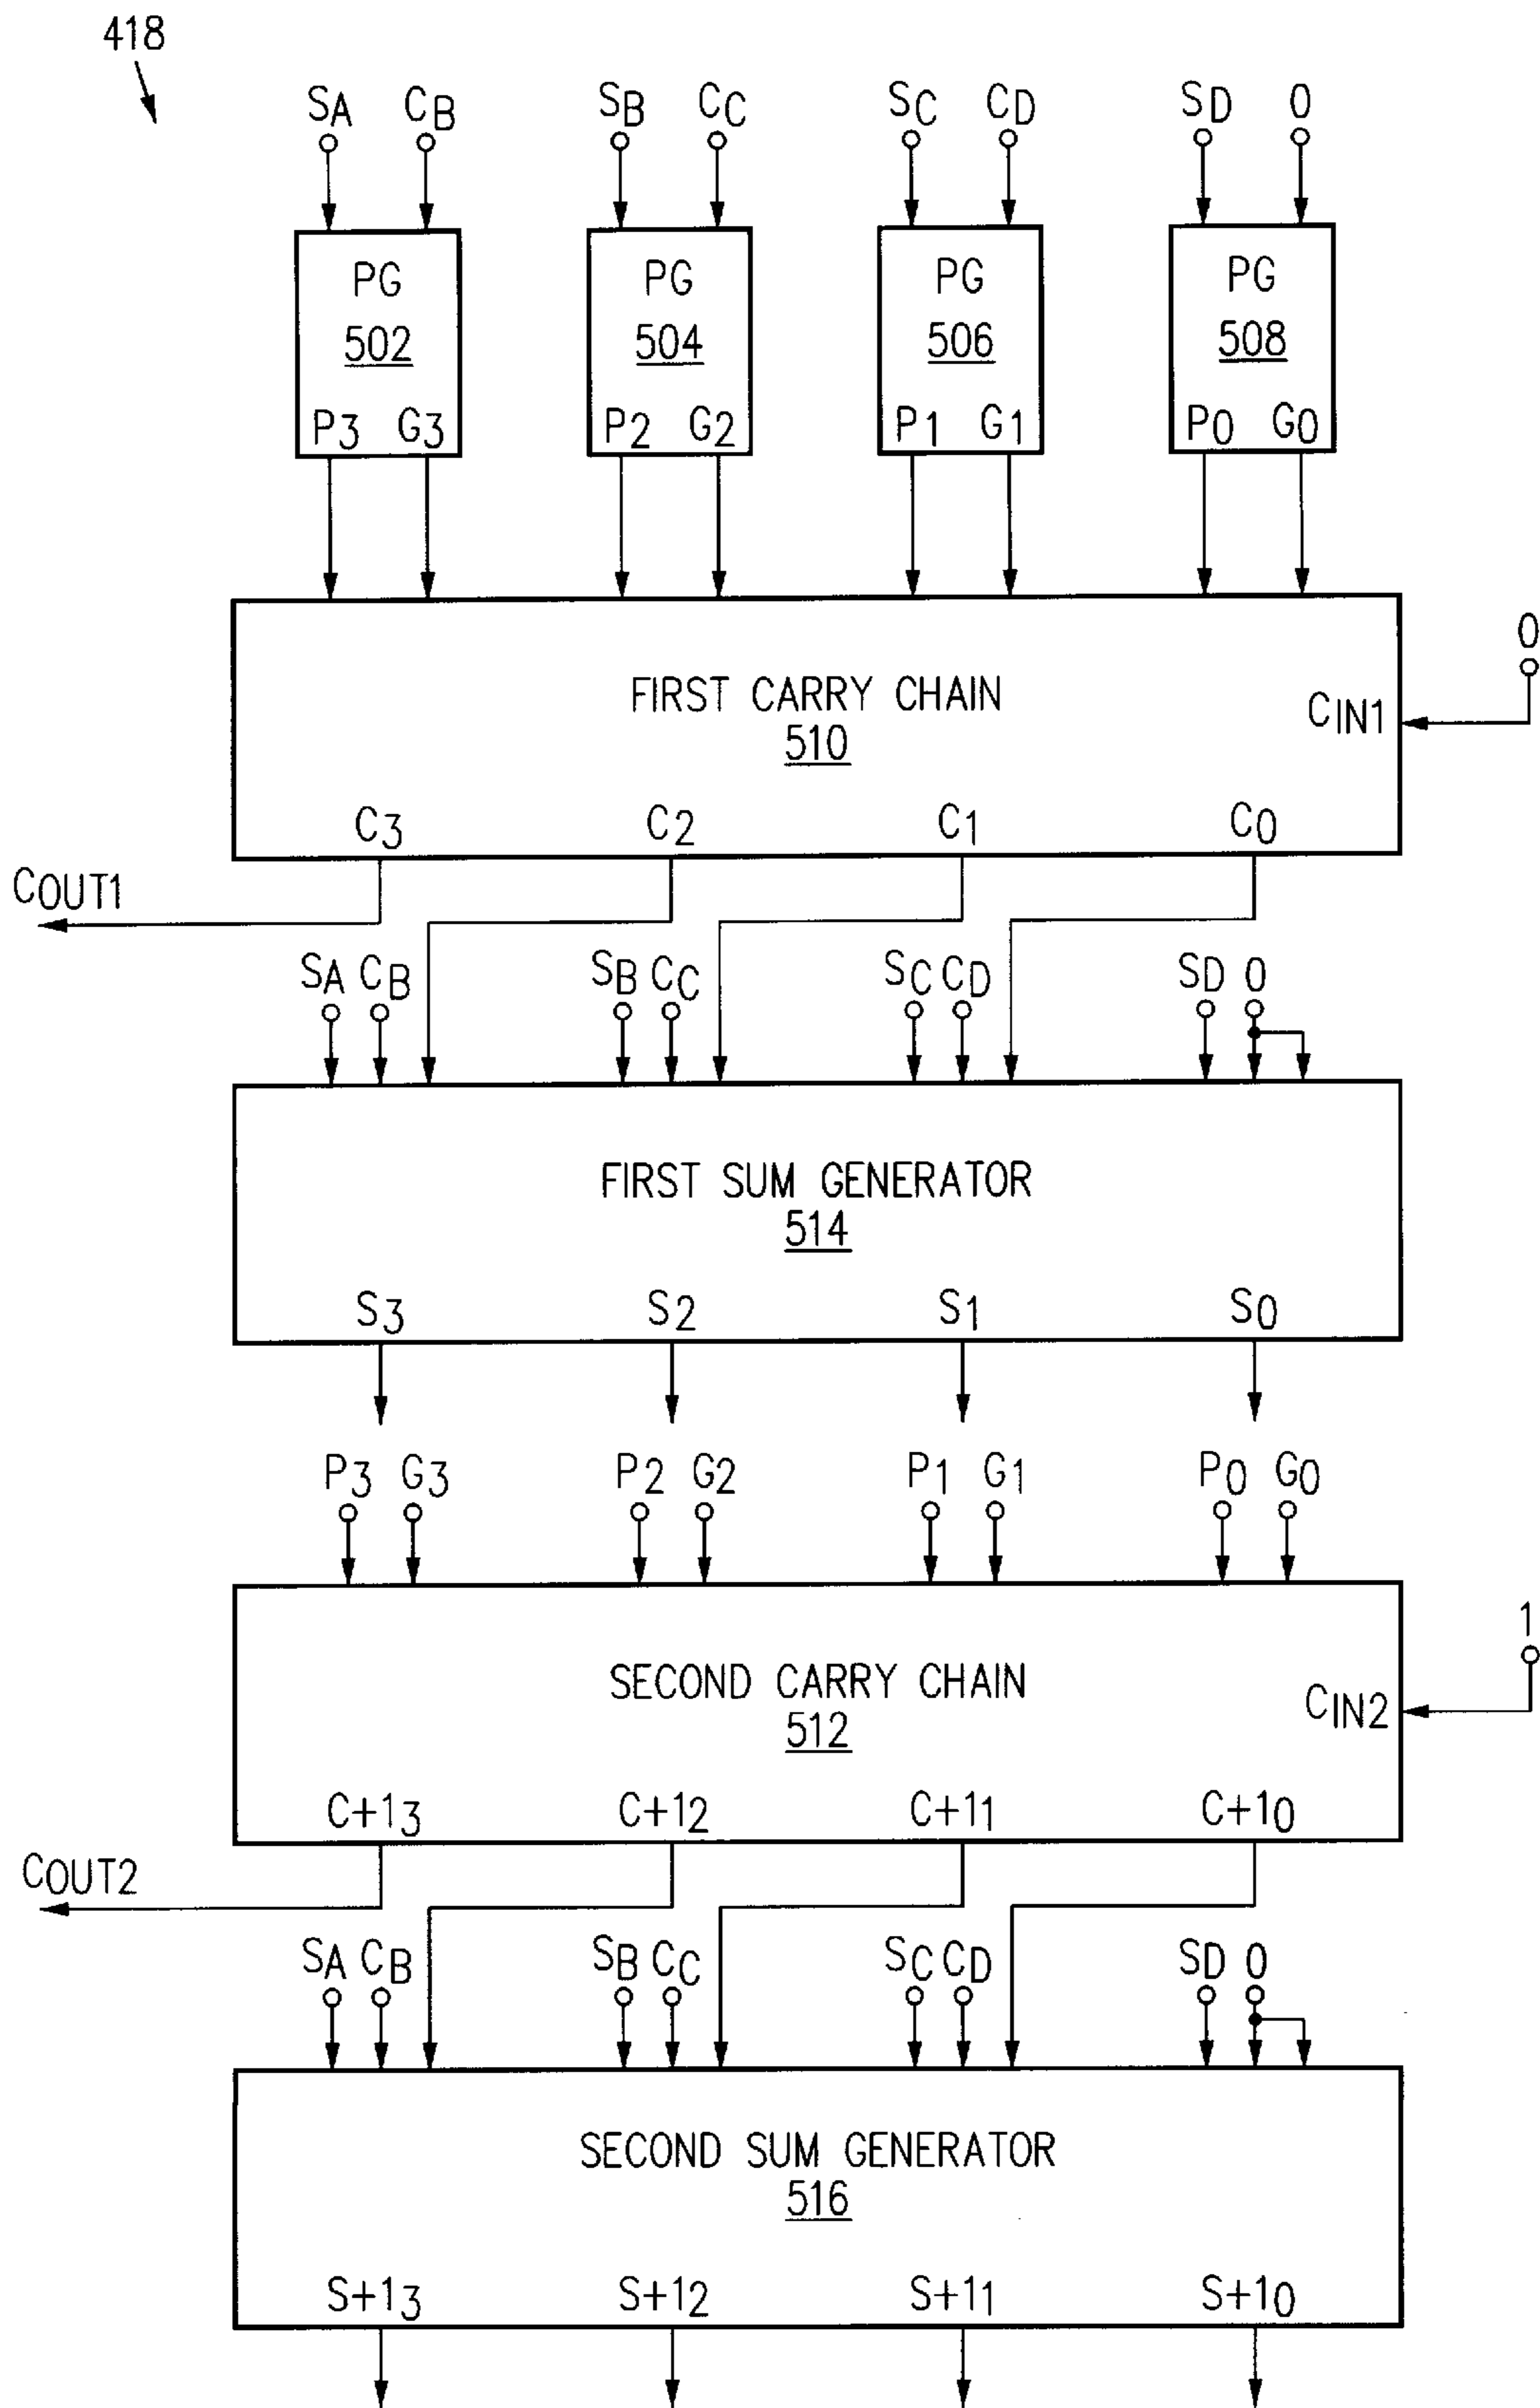 418
SA CB SB CC SC CD SD 0
PG PG PG PG
502 504 506 508
P3 G3 P2 G2 P1 G1 P0 G0
0
FIRST CARRY CHAIN
CIN1
510
C3 C2 C1 C0
COUT1
SA CB SB CC SC CD SD 0
FIRST SUM GENERATOR
514
S3 S2 S1 S0
P3 G3 P2 G2 P1 G1 P0 G0
1
SECOND CARRY CHAIN
CIN2
512
C+13 C+12 C+11 C+10
COUT2
SA CB SB CC SC CD SD 0
SECOND SUM GENERATOR
516
S+13 S+12 S+11 S+10